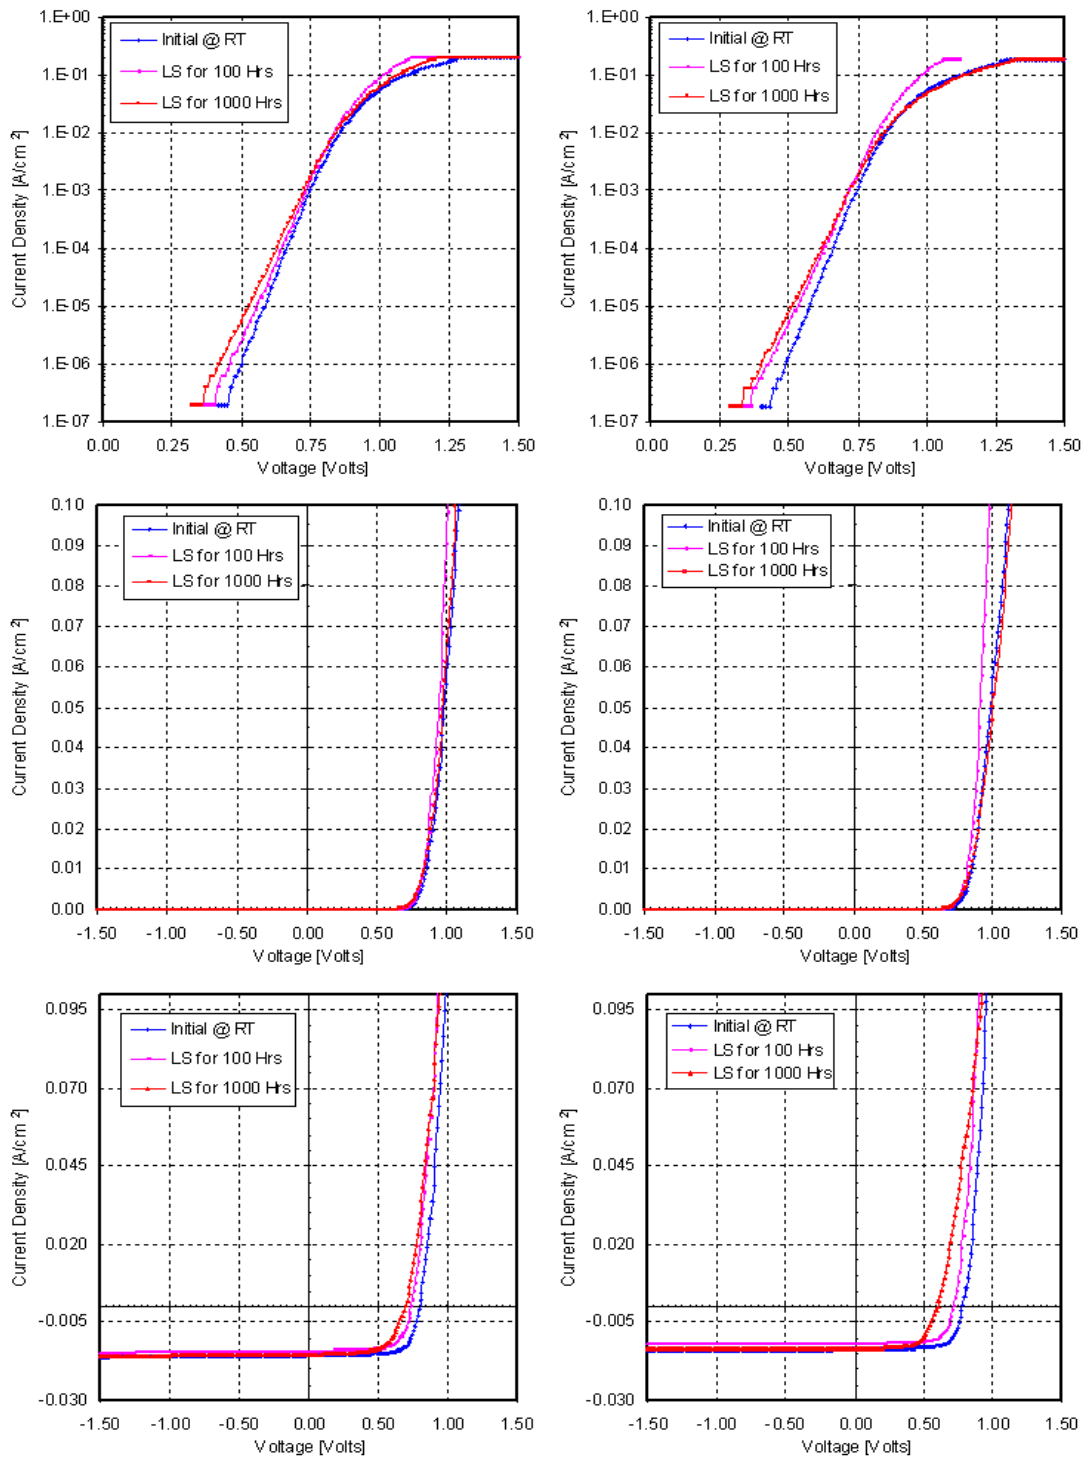 1.E+00
1.E-01
1.E-02
1.E-03
1.E-04
1.E-05
1.E-06
1.E-07
Current Density [A/cm ²]
Initial @ RT
LS for 100 Hrs
LS for 1000 Hrs
0.00 0.25 0.50 0.75 1.00 1.25 1.50
Voltage [Volts]
1.E+00
1.E-01
1.E-02
1.E-03
1.E-04
1.E-05
1.E-06
1.E-07
Current Density [A/cm ²]
Initial @ RT
LS for 100 Hrs
LS for 1000 Hrs
0.00 0.25 0.50 0.75 1.00 1.25 1.50
Voltage [Volts]
0.10
0.09
0.08
0.07
0.06
0.05
0.04
0.03
0.02
0.01
0.00
Current Density [A/cm ²]
Initial @ RT
LS for 100 Hrs
LS for 1000 Hrs
-1.50 -1.00 -0.50 0.00 0.50 1.00 1.50
Voltage [Volts]
0.10
0.09
0.08
0.07
0.06
0.05
0.04
0.03
0.02
0.01
0.00
Current Density [A/cm ²]
Initial @ RT
LS for 100 Hrs
LS for 1000 Hrs
-1.50 -1.00 -0.50 0.00 0.50 1.00 1.50
Voltage [Volts]
0.095
0.070
0.045
0.020
-0.005
-0.030
Current Density [A/cm ²]
Initial @ RT
LS for 100 Hrs
LS for 1000 Hrs
-1.50 -1.00 -0.50 0.00 0.50 1.00 1.50
Voltage [Volts]
0.095
0.070
0.045
0.020
-0.005
-0.030
Current Density [A/cm ²]
Initial @ RT
LS for 100 Hrs
LS for 1000 Hrs
-1.50 -1.00 -0.50 0.00 0.50 1.00 1.50
Voltage [Volts]